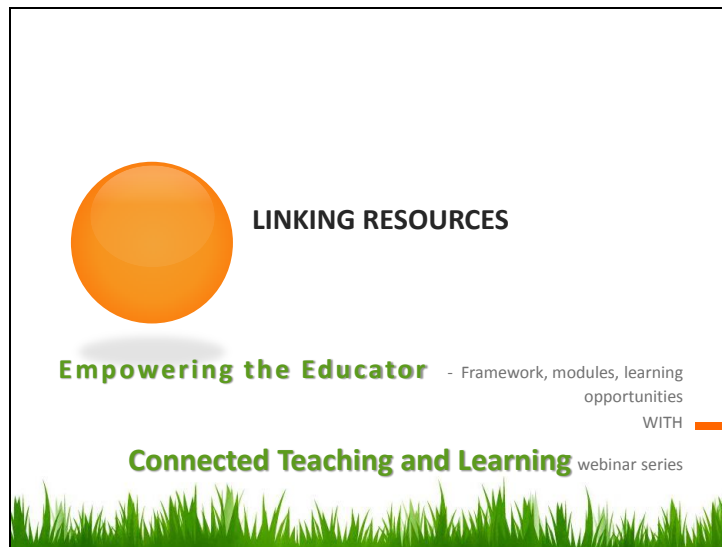 LINKING RESOURCES
Empowering the Educator - Framework, modules, learning
opportunities
WITH
Connected Teaching and Learning webinar series